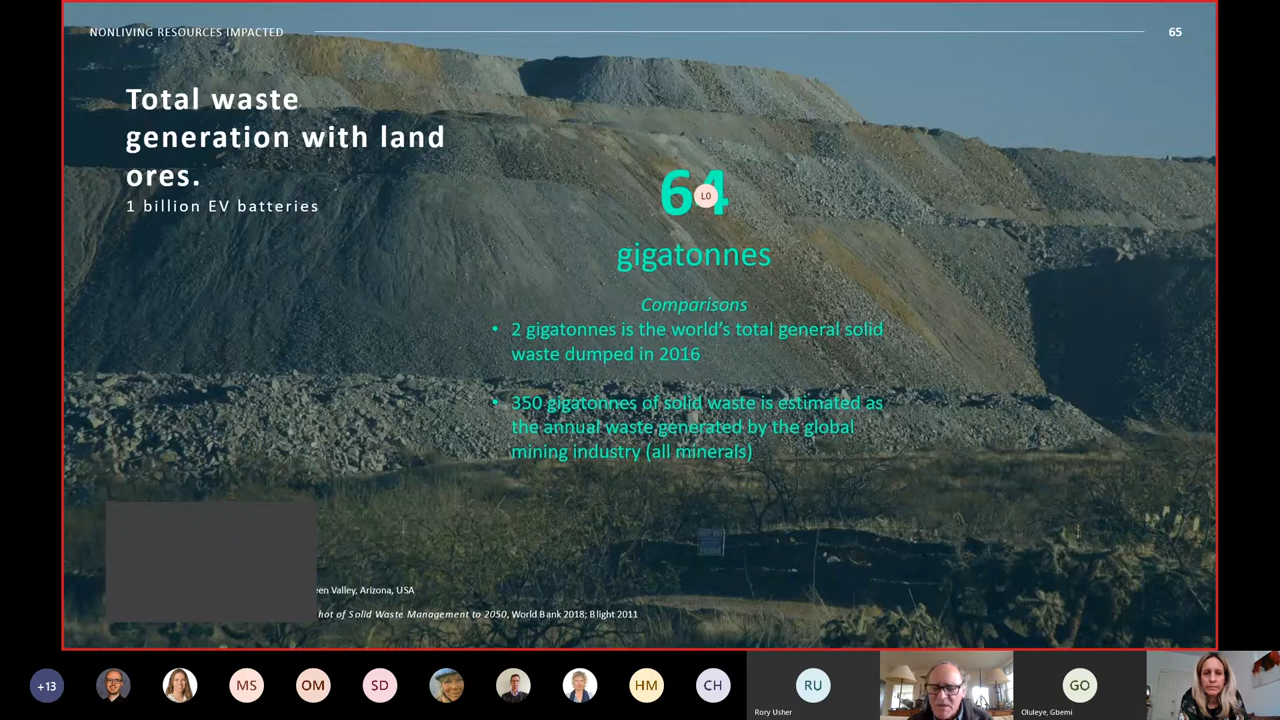 NONLIVING RESOURCES IMPACTED
65
Total waste
generation with land
ores.
1 billion EV batteries
64
LO
gigatonnes
Comparisons
• 2 gigatonnes is the world's total general solid
waste dumped in 2016
• 350 gigatonnes of solid waste is estimated as
the annual waste generated by the global
mining industry (all minerals)
Valley, Arizona, USA
of Solid Waste Management to 2050, World Bank 2018; Blight 2011
+13
MS
OM
SD
HM
CH
RU
GO
Rory Usher
Oluleye, Gbemi